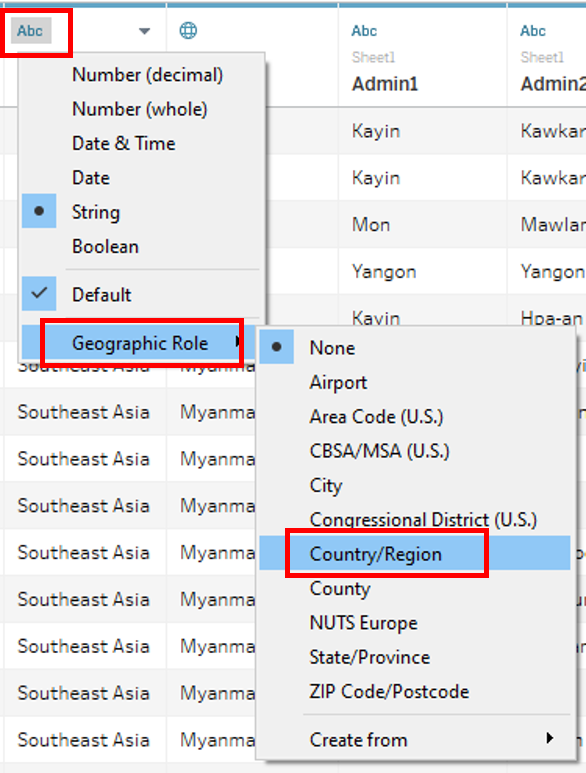 Abc
Abc
Abc
Sheet1
Sheet1
Admin1
Admin2
Number (decimal)
Number (whole)
Date & Time
Date
String
Boolean
Default
Geographic Role
Kayin
Kawkar
Kayin
Kawkar
Mon
Mawlar
Yangon
Yangon
Kayin
Hpa-an
None
Airport
Area Code (U.S.)
CBSA/MSA (U.S.)
City
Congressional District (U.S.)
Country/Region
County
NUTS Europe
State/Province
ZIP Code/Postcode
Create from
Southeast Asia
Myanma
Southeast Asia Myanma
Southeast Asia Myanma
Southeast Asia Myanma
Southeast Asia Myanma
Southeast Asia Myanma
Southeast Asia Myanma
Southeast Asia Myanma
Southeast Asia Myanma